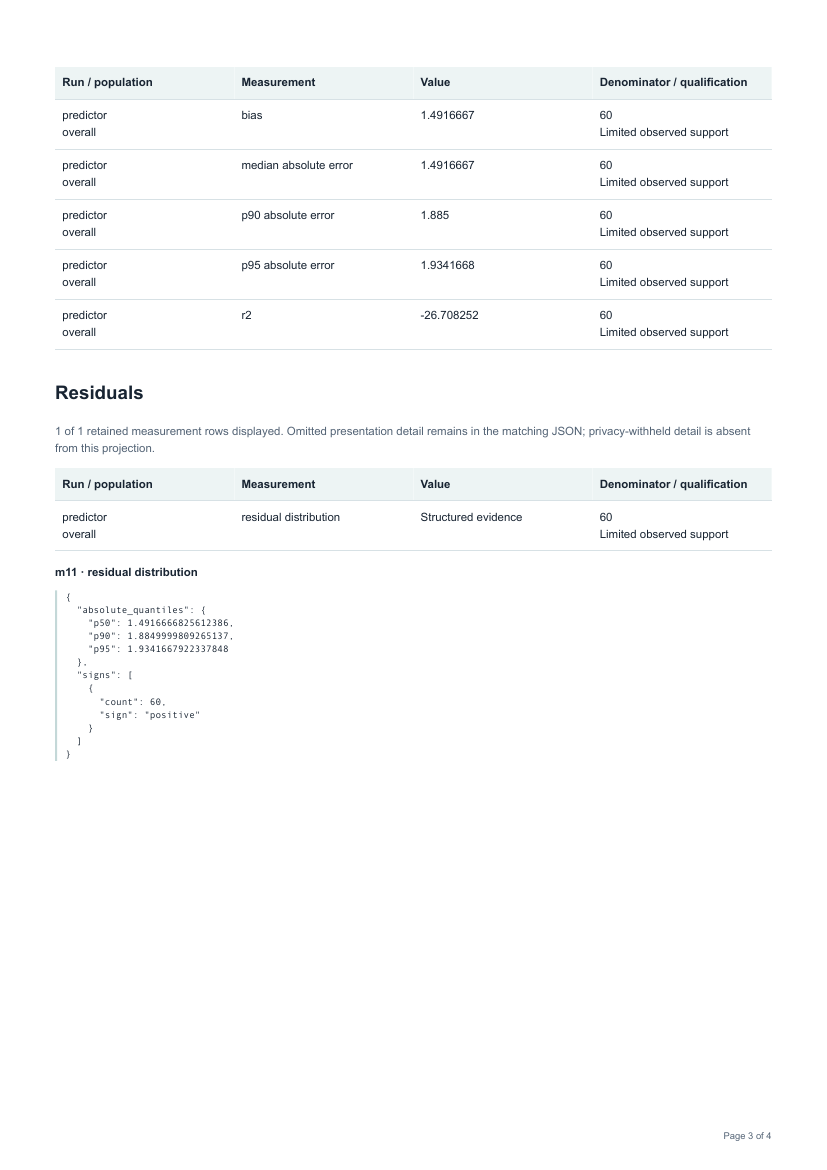 Run / population Measurement Value Denominator / qualification
predictor bias 1.4916667 60
overall Limited observed support
predictor median absolute error 1.4916667 60
overall Limited observed support
predictor p90 absolute error 1.885 60
overall Limited observed support
predictor p95 absolute error 1.9341668 60
overall Limited observed support
predictor r2 -26.708252 60
overall Limited observed support
Residuals
1 of 1 retained measurement rows displayed. Omitted presentation detail remains in the matching JSON; privacy-withheld detail is absent
from this projection.
Run / population Measurement Value Denominator / qualification
predictor residual distribution Structured evidence 60
overall Limited observed support
m11 · residual distribution
{
"absolute_quantiles": {
"p50": 1.4916666825612386,
"p90": 1.8849999809265137,
"p95": 1.9341667922337848
},
"signs": [
{
"count": 60,
"sign": "positive"
}
]
}
Page 3 of 4